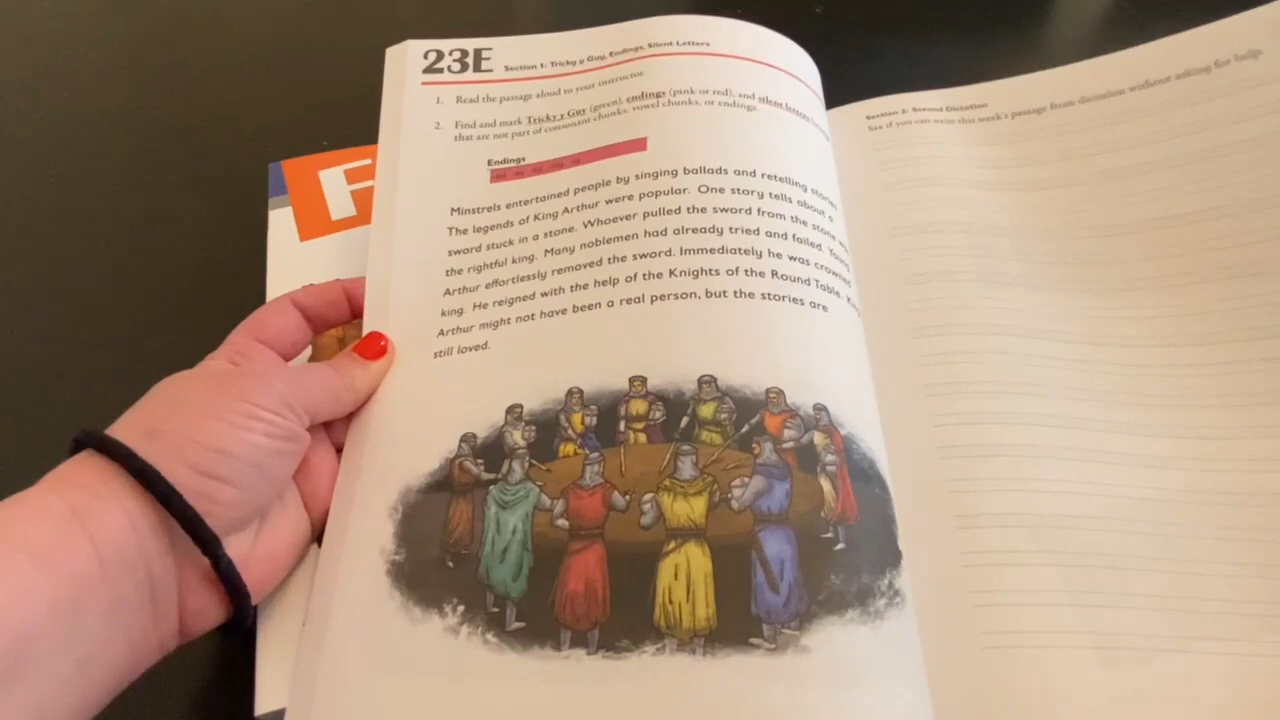 F
23E Section 1: Tricky y Guy, Endings, Silent Letters
1. Read the passage aloud to your instructor.
2. Find and mark Tricky y Guy (green), endings (pink or red), and silent letters
that are not part of consonant chunks, vowel chunks, or endings.
Endings
-ed -es -ful -ing -ly
Minstrels entertained people by singing ballads and retelling stories.
The legends of King Arthur were popular. One story tells about a
sword stuck in a stone. Whoever pulled the sword from the stone was
the rightful king. Many noblemen had already tried and failed. Young
Arthur effortlessly removed the sword. Immediately he was crowned
king. He reigned with the help of the Knights of the Round Table. King
Arthur might not have been a real person, but the stories are
still loved.
Section 2: Second Dictation
See if you can write this week's passage from dictation without asking for help.